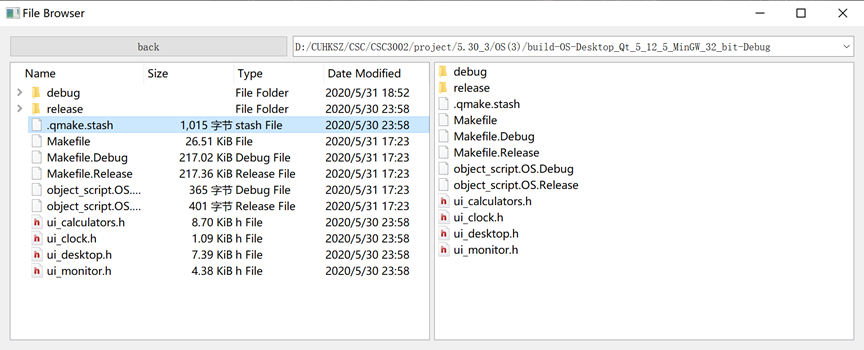 File Browser
back D:/CUHKSZ/CSC/CSC3002/project/5.30_3/OS(3)/build-OS-Desktop_Qt_5_12_5_MinGW_32_bit-Debug
Name Size Type Date Modified
debug File Folder 2020/5/31 18:52
release File Folder 2020/5/30 23:58
.qmake.stash 1,015 字节 stash File 2020/5/30 23:58
Makefile 26.51 KiB File 2020/5/31 17:23
Makefile.Debug 217.02 KiB Debug File 2020/5/31 17:23
Makefile.Release 217.36 KiB Release File 2020/5/31 17:23
object_script.OS.... 365 字节 Debug File 2020/5/31 17:23
object_script.OS.... 401 字节 Release File 2020/5/31 17:23
ui_calculators.h 8.70 KiB h File 2020/5/30 23:58
ui_clock.h 1.09 KiB h File 2020/5/30 23:58
ui_desktop.h 7.39 KiB h File 2020/5/30 23:58
ui_monitor.h 4.38 KiB h File 2020/5/30 23:58
debug
release
.qmake.stash
Makefile
Makefile.Debug
Makefile.Release
object_script.OS.Debug
object_script.OS.Release
ui_calculators.h
ui_clock.h
ui_desktop.h
ui_monitor.h